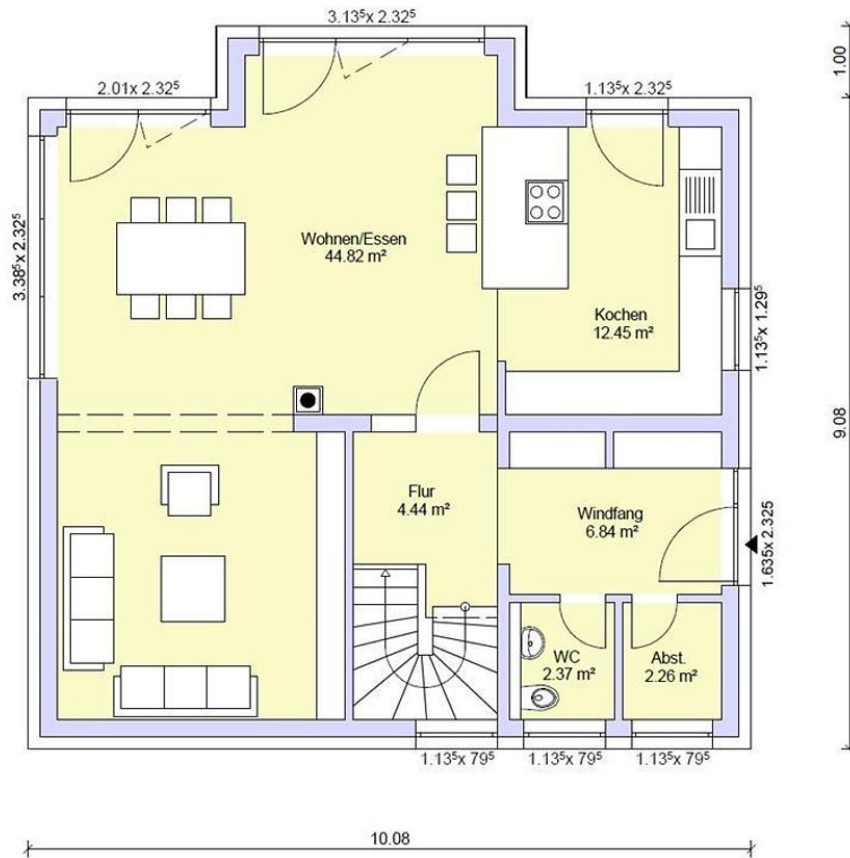 3.13⁵x 2.32⁵
1.00
2.01x 2.32⁵
1.13⁵x 2.32⁵
Wohnen/Essen
44.82 m²
3.38⁵x 2.32⁵
Kochen
12.45 m²
1.13⁵x 1.29⁵
9.08
Flur
4.44 m²
Windfang
6.84 m²
1.635x 2.325
WC
2.37 m²
Abst.
2.26 m²
1.13⁵x 79⁵
1.13⁵x 79⁵
1.13⁵x 79⁵
10.08